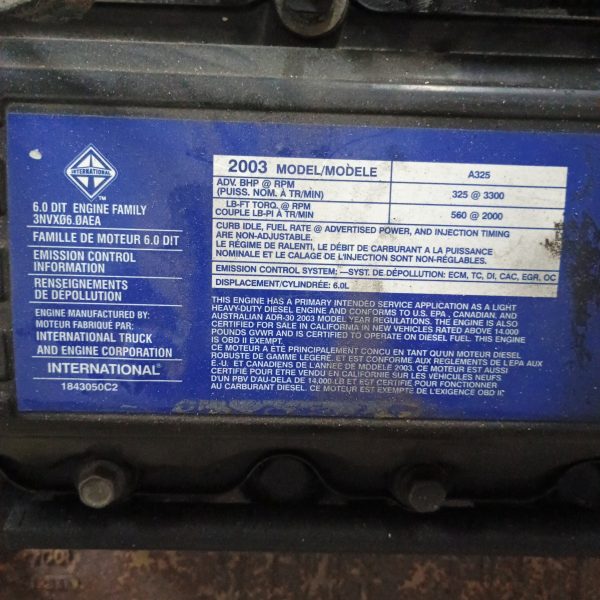 INTERNATIONAL
6.0 DIT ENGINE FAMILY
3NVXØ6.ØAEA
FAMILLE DE MOTEUR 6.0 DIT
EMISSION CONTROL
INFORMATION
RENSEIGNEMENTS
DE DÉPOLLUTION
ENGINE MANUFACTURED BY:
MOTEUR FABRIQUÉ PAR:
INTERNATIONAL TRUCK
AND ENGINE CORPORATION
INTERNATIONAL
1843050C2
2003 MODEL/MODÈLE A325
ADV. BHP @ RPM
(PUISS. NOM. À TR/MIN) 325 @ 3300
LB-FT TORQ. @ RPM
COUPLE LB-PI À TR/MIN) 560 @ 2000
CURB IDLE, FUEL RATE @ ADVERTISED POWER, AND INJECTION TIMING
ARE NON-ADJUSTABLE.
LE RÉGIME DE RALENTI, LE DÉBIT DE CARBURANT A LA PUISSANCE
NOMINALE ET LE CALAGE DE L'INJECTION SONT NON-RÉGLABLES.
EMISSION CONTROL SYSTEM: —SYST. DE DÉPOLLUTION: ECM, TC, DI, CAC, EGR, OC
DISPLACEMENT/CYLINDRÉE: 6.0L
THIS ENGINE HAS A PRIMARY INTENDED SERVICE APPLICATION AS A LIGHT
HEAVY-DUTY DIESEL ENGINE AND CONFORMS TO U.S. EPA, CANADIAN, AND
AUSTRALIAN ADR-30 2003 MODEL YEAR REGULATIONS. THE ENGINE IS ALSO
CERTIFIED FOR SALE IN CALIFORNIA IN NEW VEHICLES RATED ABOVE 14,000
POUNDS GVWR AND IS CERTIFIED TO OPERATE ON DIESEL FUEL. THIS ENGINE
IS OBD II EXEMPT.
CE MOTEUR A ÉTE PRINCIPALEMENT CONÇU EN TANT QU'UN MOTEUR DIESEL
ROBUSTE DE GAMME LEGERE. IL EST CONFORME AUX REGLEMENTS DE L'EPA AUX
É.-U. ET CANADIENS DE L'ANNÉE DE MODELE 2003. CE MOTEUR EST AUSSI
CERTIFIÉ POUR ETRE VENDU EN CALIFORNIE SUR LES VÉHICULES NEUFS
D'UN PBV D'AU-DELA DE 14,000 LB ET EST CERTIFIÉ POUR FONCTIONNER
AU CARBURANT DIESEL. CE MOTEUR EST EXEMPTE DE L'EXIGENCE OBD II.